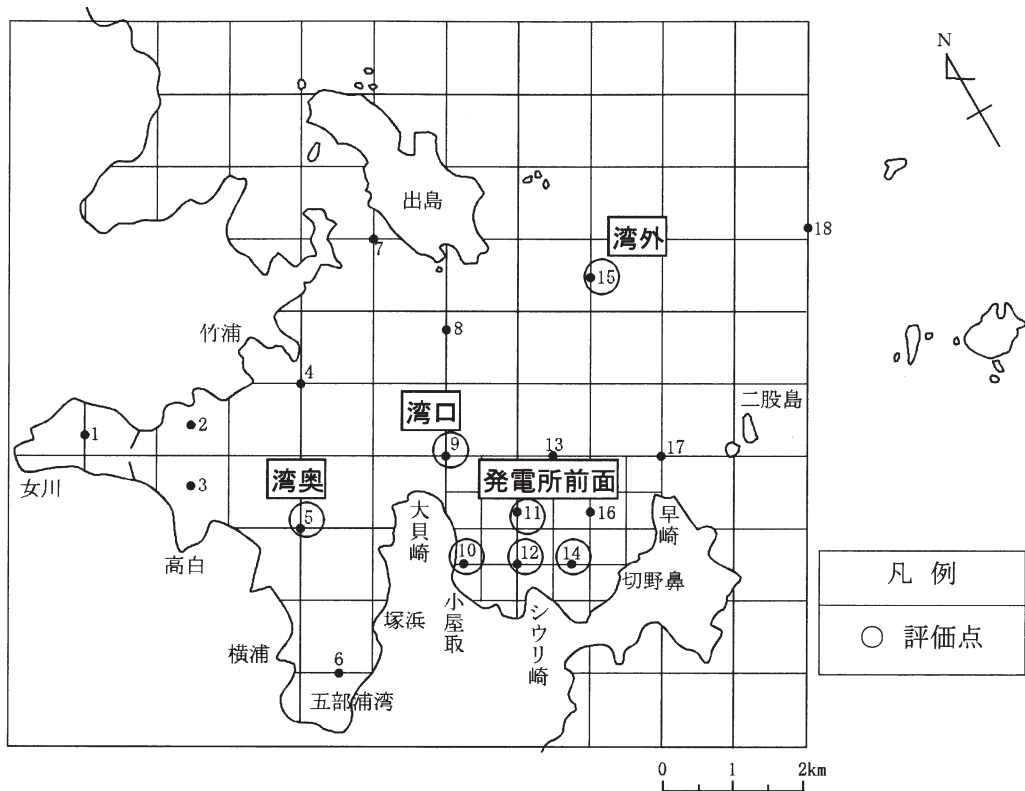 N
出島
湾外
18
15
7
8
竹浦
4
湾口
二股島
1
2
9
13
17
女川
3
湾奥
発電所前面
5
大貝崎
11
16
早崎
高白
10
12
14
切野鼻
小屋取
塚浜
シウリ崎
横浦
6
五部浦湾
凡例
○ 評価点
0 1 2km